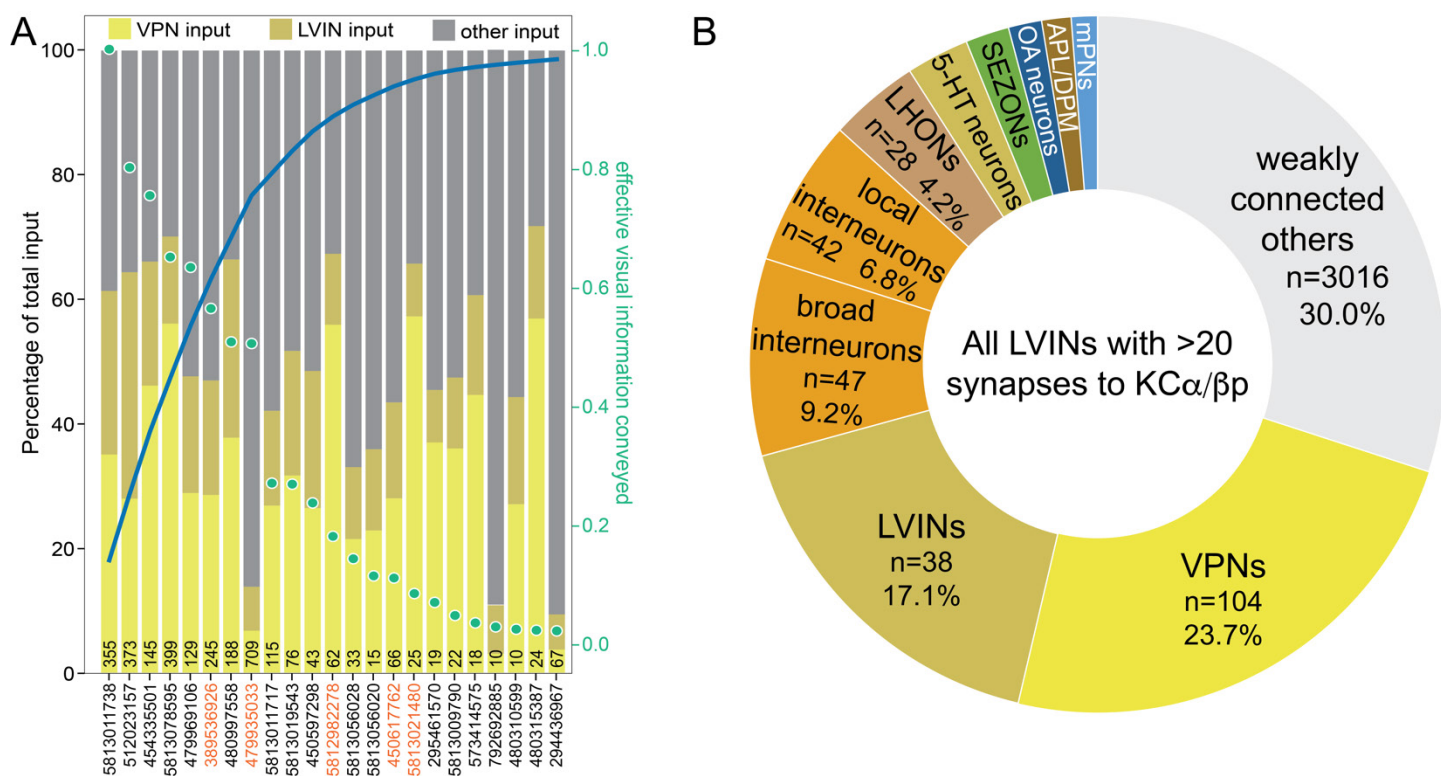 A
VPN input
LVIN input
other input
Percentage of total input
100
80
60
40
20
0
1.0
0.8
0.6
0.4
0.2
0.0
effective visual information conveyed
355
373
145
399
129
245
188
709
115
76
43
62
33
15
66
25
19
22
18
10
10
24
67
5813011738
512023157
454335501
5813078595
479969106
389536926
480997558
479935033
5813011717
5813019543
450597298
5812982278
5813056028
5813056020
450617762
5813021480
295461570
5813009790
573414575
792692885
480310599
480315387
294436967
B
mPNs
APL/DPM
OA neurons
SEZONs
5-HT neurons
LHONs
n=28 4.2%
local
interneurons
n=42 6.8%
broad
interneurons
n=47
9.2%
LVINs
n=38
17.1%
VPNs
n=104
23.7%
weakly
connected
others
n=3016
30.0%
All LVINs with >20
synapses to KCα/βp